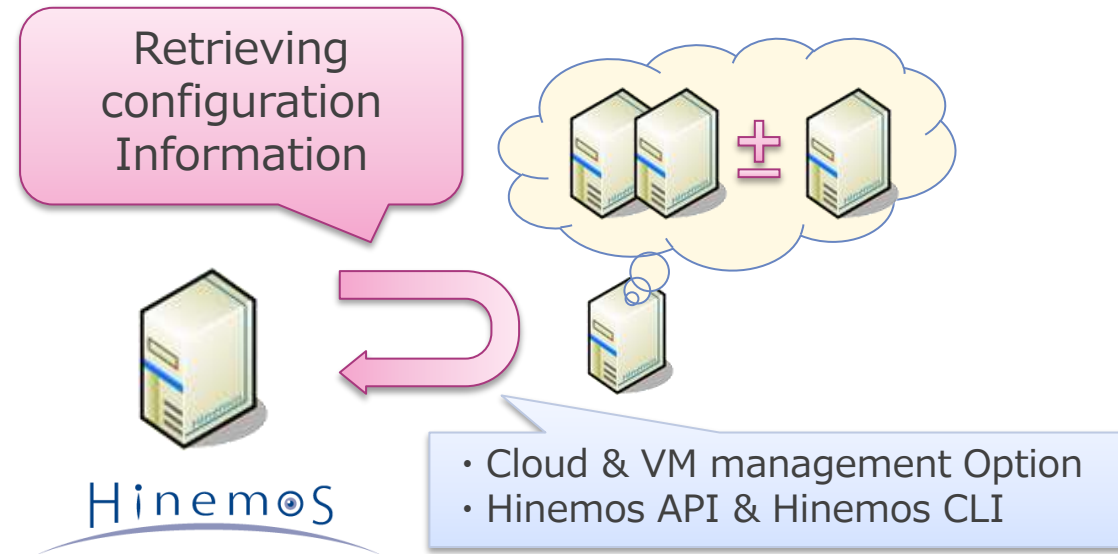 Retrieving
configuration
Information
Hinemos
・Cloud & VM management Option
・Hinemos API & Hinemos CLI